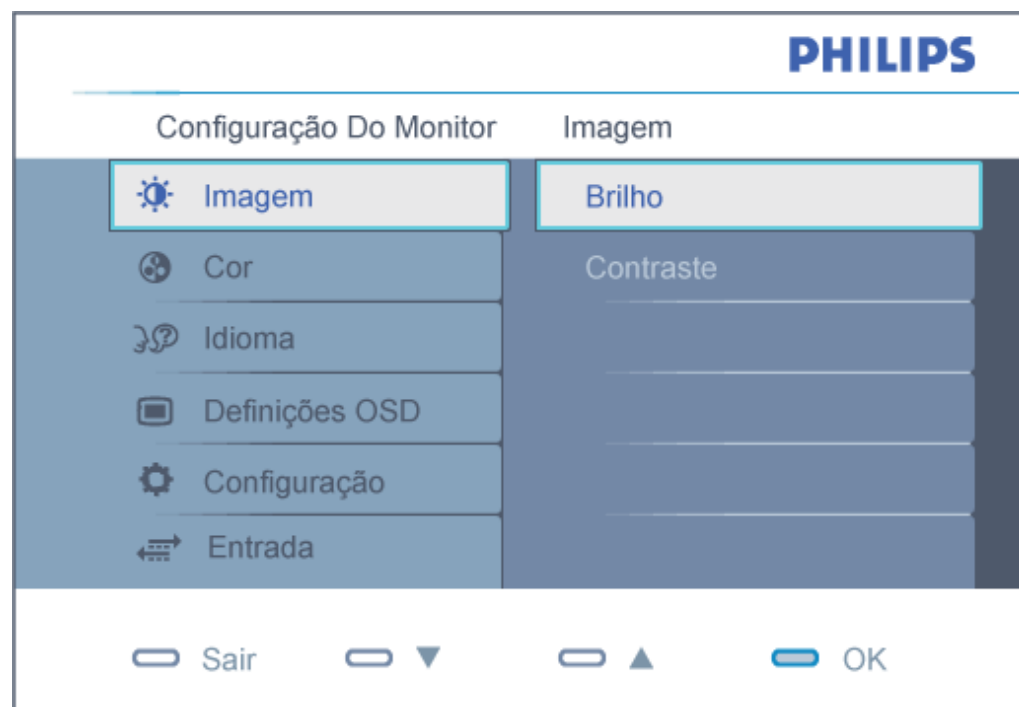 PHILIPS
Configuração Do Monitor Imagem
Imagem Brilho
Cor Contraste
Idioma
Definições OSD
Configuração
Entrada
Sair ▼ ▲ OK